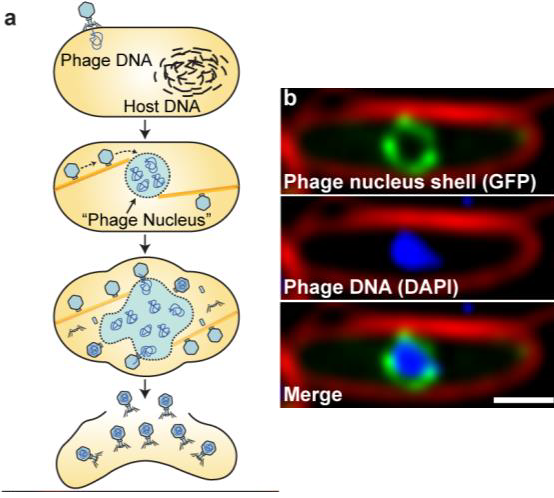 a
Phage DNA
Host DNA
"Phage Nucleus"
b
Phage nucleus shell (GFP)
Phage DNA (DAPI)
Merge